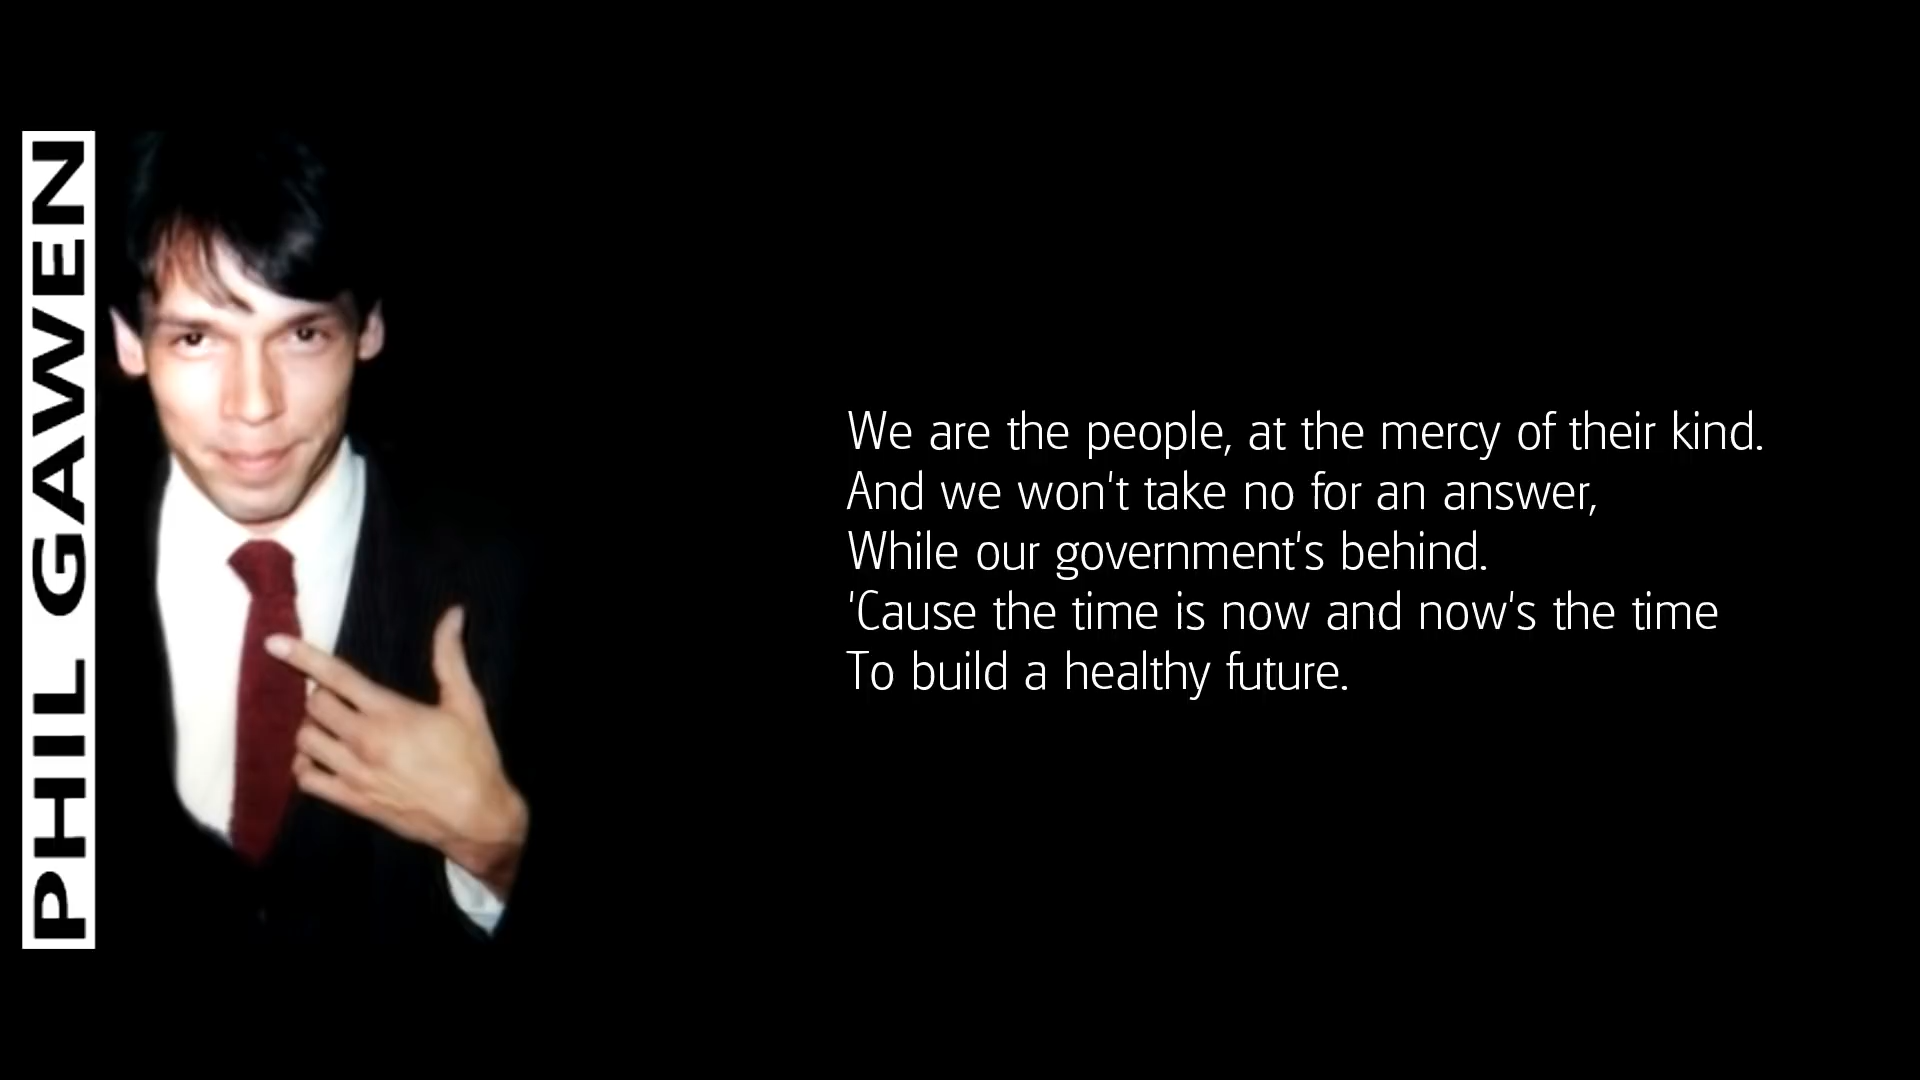 PHIL GAWEN
We are the people, at the mercy of their kind.
And we won't take no for an answer,
While our government's behind.
'Cause the time is now and now's the time
To build a healthy future.